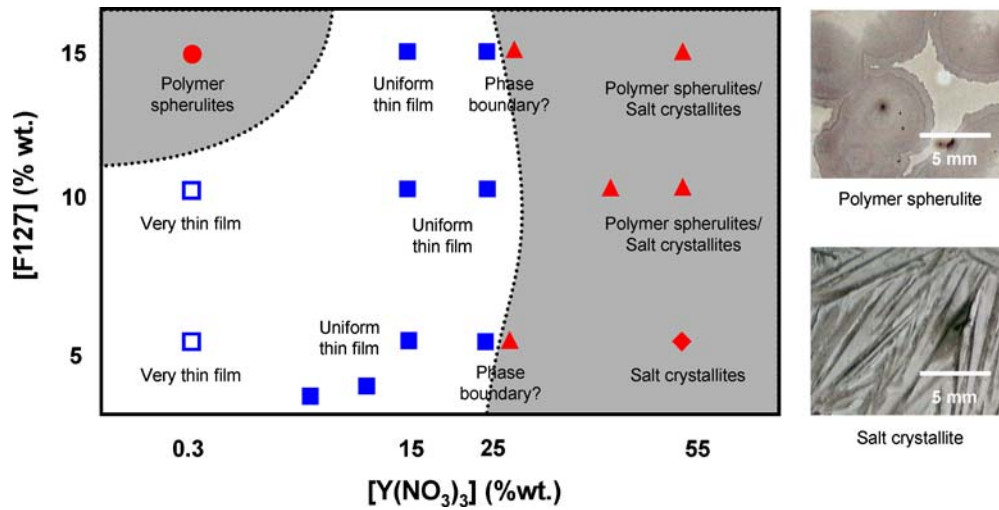 [F127] (% wt.)
15
10
5
Polymer
spherulites
Uniform
thin film
Phase
boundary?
Polymer spherulites/
Salt crystallites
Very thin film
Uniform
thin film
Polymer spherulites/
Salt crystallites
Very thin film
Uniform
thin film
Phase
boundary?
Salt crystallites
0.3
15
25
55
[Y(NO₃)₃] (%wt.)
5 mm
Polymer spherulite
5 mm
Salt crystallite